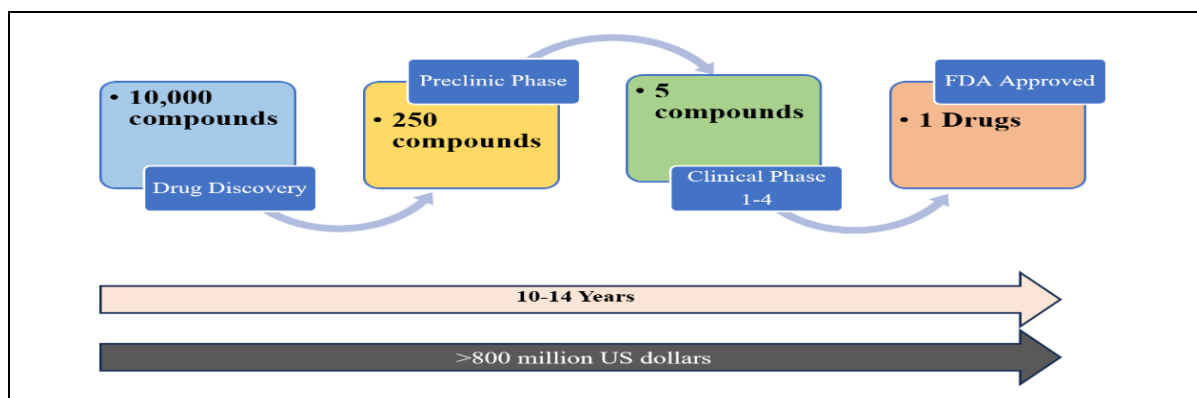 • 10,000
compounds
Drug Discovery
Preclinic Phase
• 250
compounds
• 5
compounds
Clinical Phase
1-4
FDA Approved
• 1 Drugs
10-14 Years
>800 million US dollars